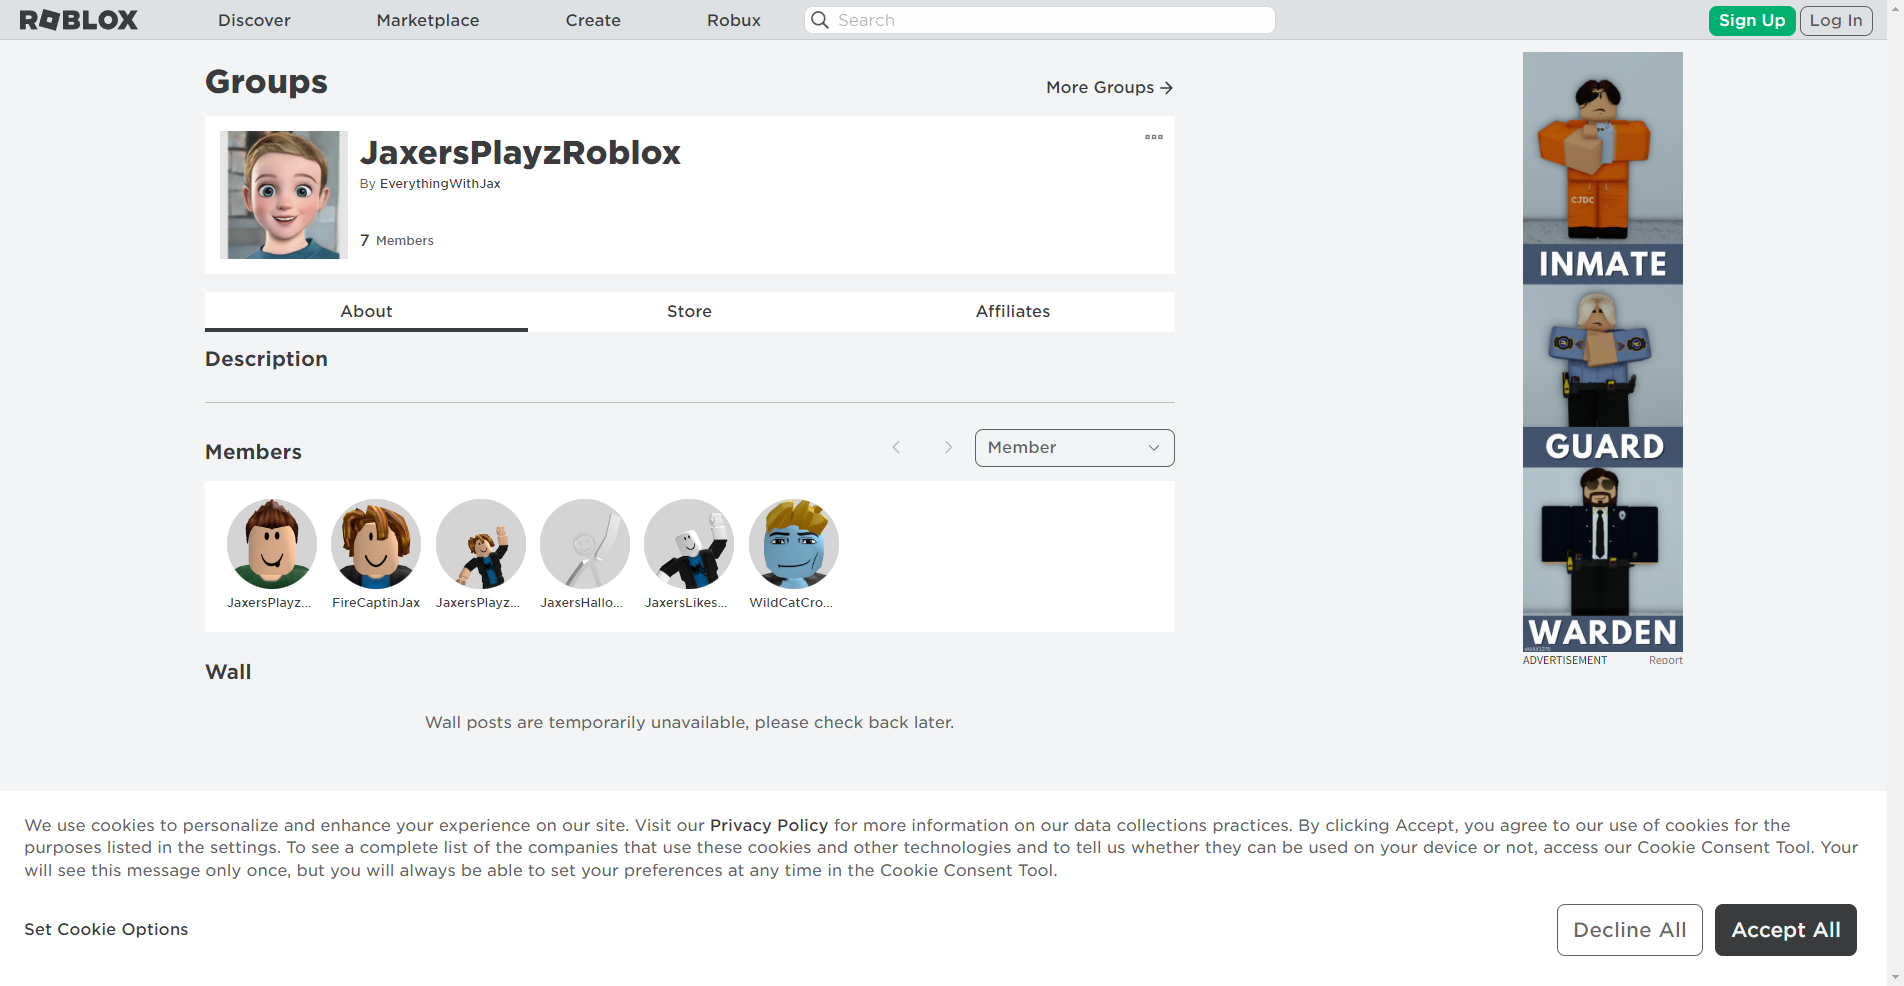 ROBLOX
Discover
Marketplace
Create
Robux
Search
Sign Up
Log In
Groups
More Groups
JaxersPlayzRoblox
By EverythingWithJax
7 Members
About
Store
Affiliates
Description
Members
Member
JaxersPlayz...
FireCaptinJax
JaxersPlayz...
JaxersHallo...
JaxersLikes...
WildCatCro...
Wall
Wall posts are temporarily unavailable, please check back later.
CJDC
INMATE
GUARD
WARDEN
ADVERTISEMENT
Report
We use cookies to personalize and enhance your experience on our site. Visit our Privacy Policy for more information on our data collections practices. By clicking Accept, you agree to our use of cookies for the
purposes listed in the settings. To see a complete list of the companies that use these cookies and other technologies and to tell us whether they can be used on your device or not, access our Cookie Consent Tool. Your
will see this message only once, but you will always be able to set your preferences at any time in the Cookie Consent Tool.
Set Cookie Options
Decline All
Accept All